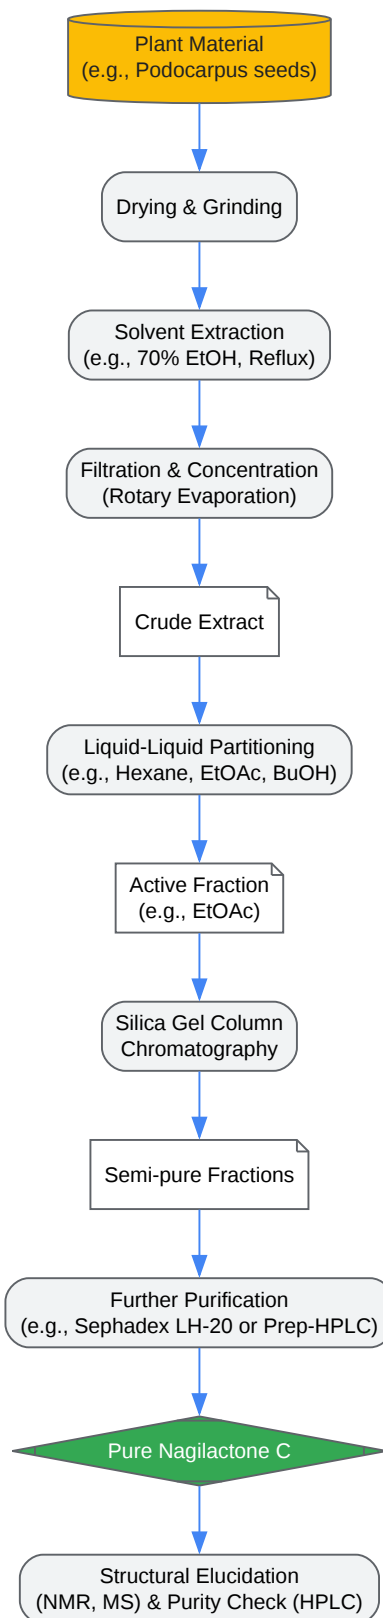 Plant Material
(e.g., Podocarpus seeds)
Drying & Grinding
Solvent Extraction
(e.g., 70% EtOH, Reflux)
Filtration & Concentration
(Rotary Evaporation)
Crude Extract
Liquid-Liquid Partitioning
(e.g., Hexane, EtOAc, BuOH)
Active Fraction
(e.g., EtOAc)
Silica Gel Column
Chromatography
Semi-pure Fractions
Further Purification
(e.g., Sephadex LH-20 or Prep-HPLC)
Pure Nagilactone C
Structural Elucidation
(NMR, MS) & Purity Check (HPLC)